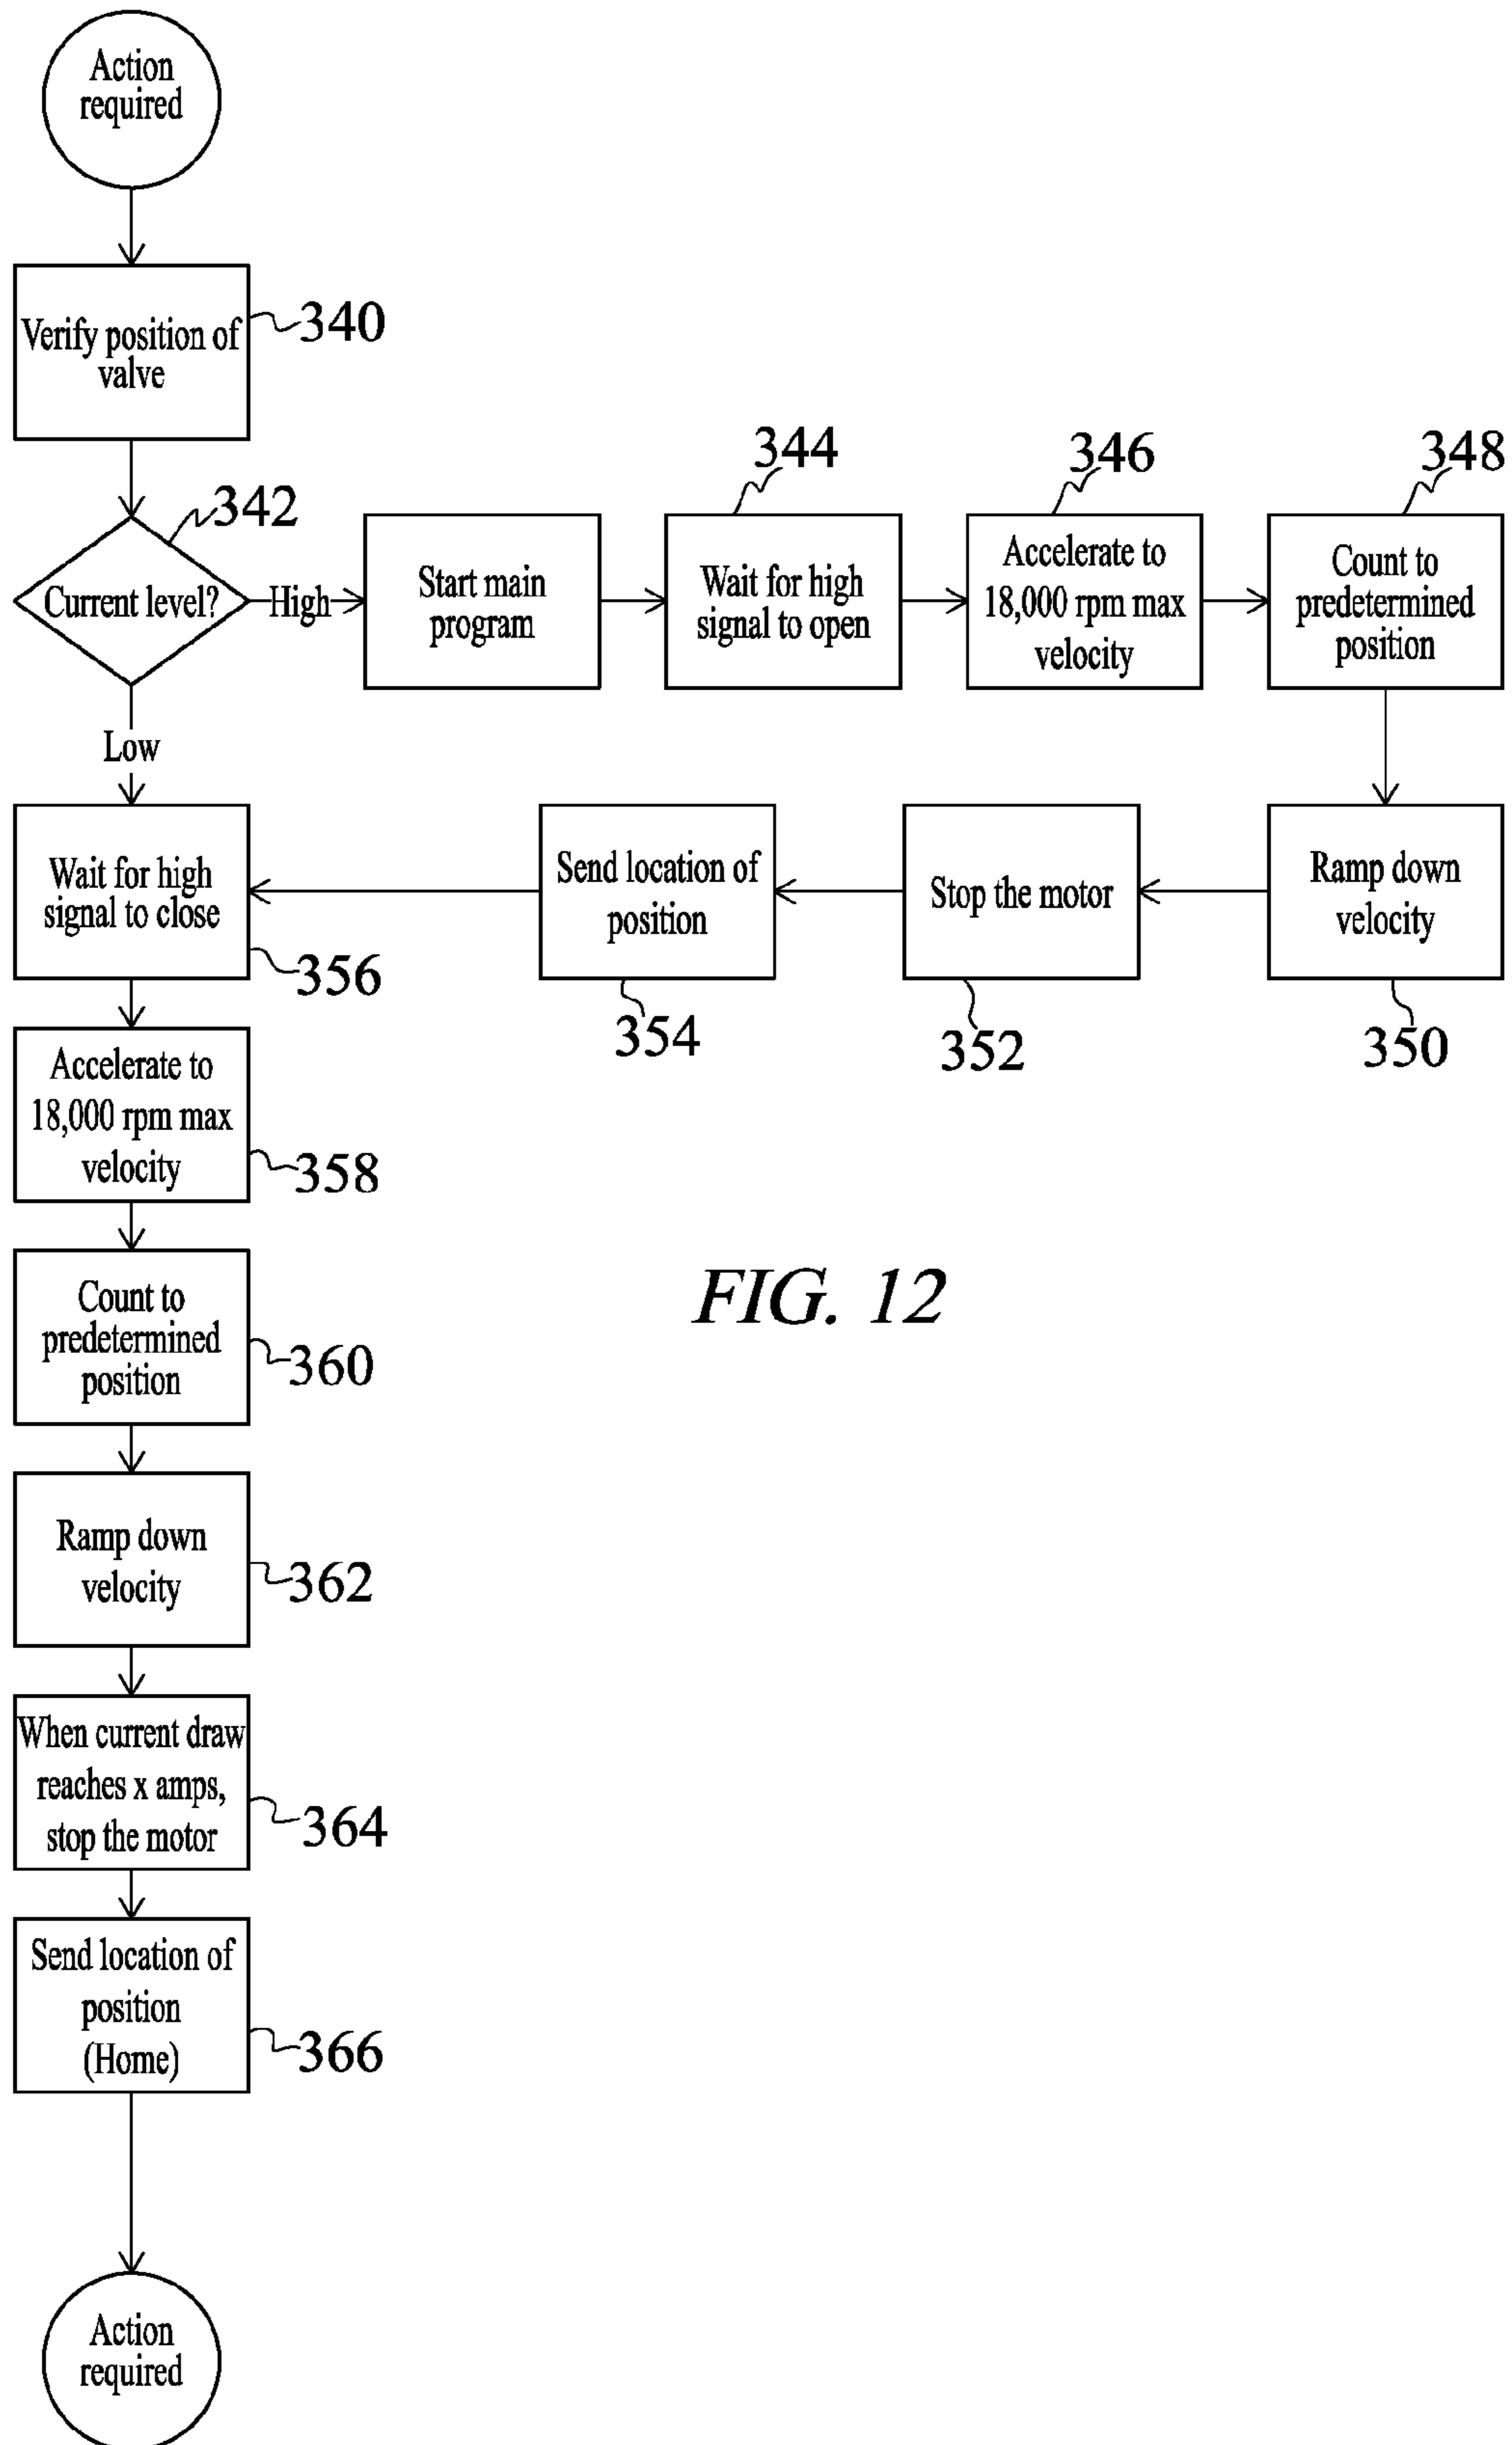 Action
required
Verify position of
valve
340
342
Current level?
High
Start main
program
344
Wait for high
signal to open
346
Accelerate to
18,000 rpm max
velocity
348
Count to
predetermined
position
Low
Ramp down
velocity
350
Stop the motor
352
Send location of
position
354
Wait for high
signal to close
356
Accelerate to
18,000 rpm max
velocity
358
Count to
predetermined
position
360
FIG. 12
Ramp down
velocity
362
When current draw
reaches x amps,
stop the motor
364
Send location of
position
(Home)
366
Action
required